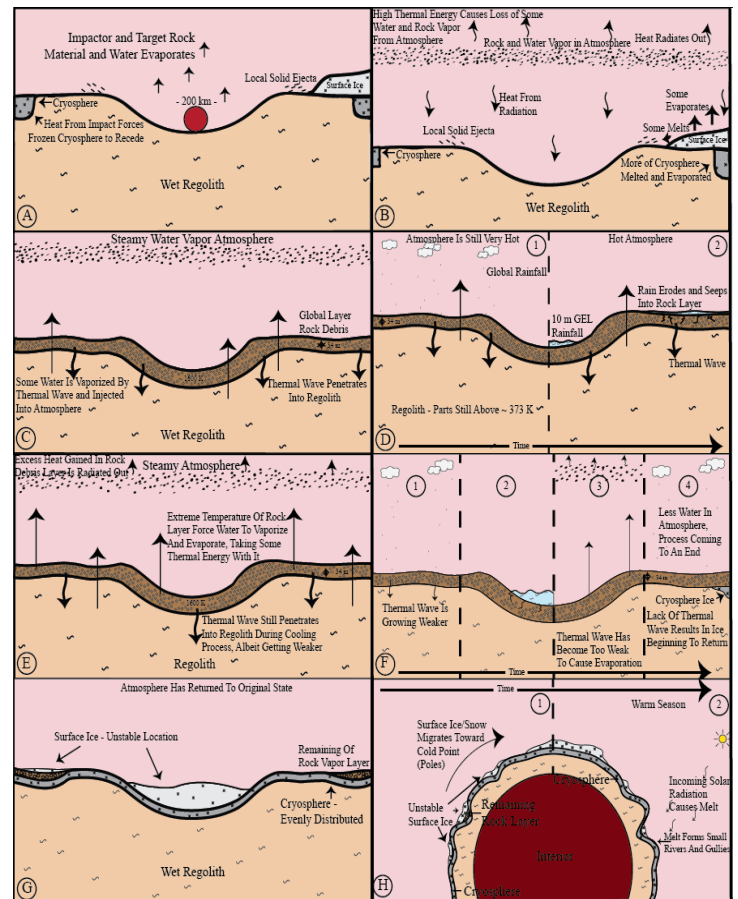 Impactor and Target Rock
Material and Water Evaporates
Local Solid Ejecta
Surface Ice
Cryosphere
- 200 km -
Heat From Impact Forces
Frozen Cryosphere to Recede
Wet Regolith
A
High Thermal Energy Causes Loss of Some
Water and Rock Vapor
From Atmosphere
Rock and Water Vapor in Atmosphere
Heat Radiates Out
Heat From
Radiation
Some
Evaporates
Local Solid Ejecta
Some Melts
Surface Ice
Cryosphere
More of Cryosphere
Melted and Evaporated
Wet Regolith
B
Steamy Water Vapor Atmosphere
Global Layer
Rock Debris
34 m
1600 K
Some Water Is Vaporized By
Thermal Wave and Injected
Into Atmosphere
Thermal Wave Penetrates
Into Regolith
Wet Regolith
C
Atmosphere Is Still Very Hot
1
Hot Atmosphere
2
Global Rainfall
Rain Erodes and Seeps
Into Rock Layer
10 m GEL
Rainfall
34 m
Thermal Wave
Regolith - Parts Still Above ~ 373 K
D
Time
Excess Heat Gained In Rock
Debris Layer Is Radiated Out
Steamy Atmosphere
Extreme Temperature Of Rock
Layer Force Water To Vaporize
And Evaporate, Taking Some
Thermal Energy With It
34 m
1600 K
Thermal Wave Still Penetrates
Into Regolith During Cooling
Process, Albeit Getting Weaker
Regolith
E
1
2
3
4
Less Water In
Atmosphere,
Process Coming
To An End
34 m
Cryosphere Ice
Thermal Wave Is
Growing Weaker
Lack Of Thermal
Wave Results In Ice
Beginning To Return
Thermal Wave Has
Become Too Weak
To Cause Evaporation
F
Time
Atmosphere Has Returned To Original State
Surface Ice - Unstable Location
Remaining Of
Rock Vapor Layer
Cryosphere -
Evenly Distributed
Wet Regolith
G
Time
Warm Season
1
2
Surface Ice/Snow
Migrates Toward
Cold Point
(Poles)
Cryosphere
Unstable
Surface Ice
Remaining
Rock Layer
Incoming Solar
Radiation
Causes Melt
Melt Forms Small
Rivers And Gullies
Interior
Cryosphere
H